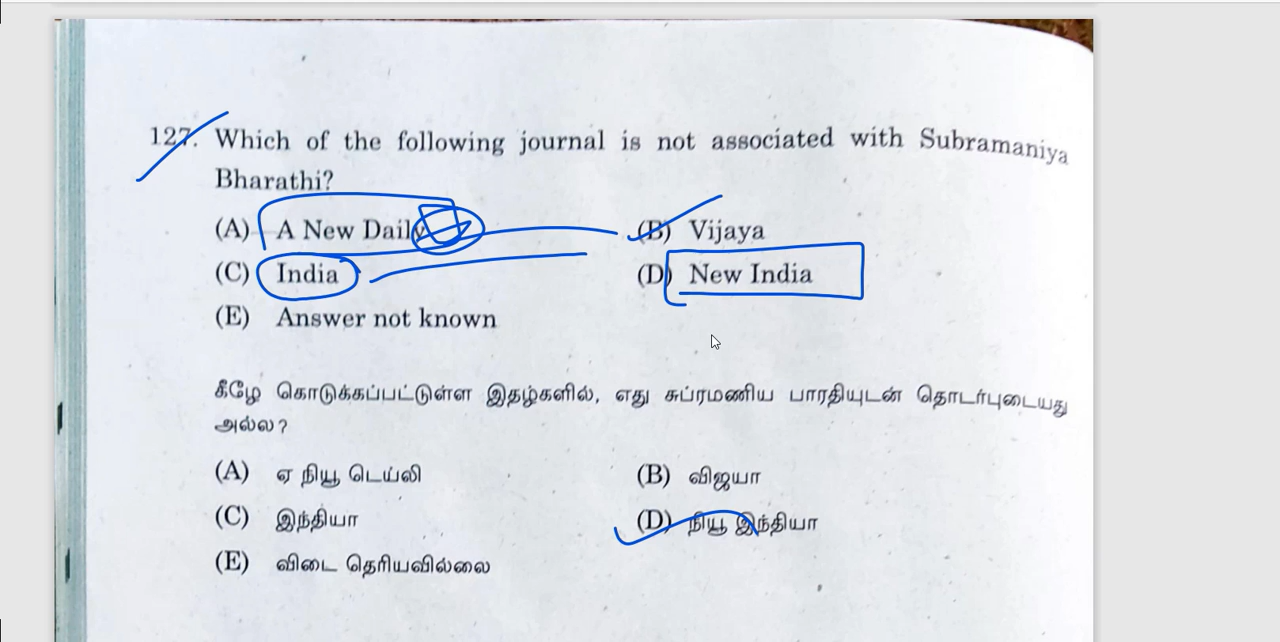 127. Which of the following journal is not associated with Subramaniya
Bharathi?
(A) A New Daily (B) Vijaya
(C) India (D) New India
(E) Answer not known
கீழே கொடுக்கப்பட்டுள்ள இதழ்களில், எது சுப்ரமணிய பாரதியுடன் தொடர்புடையது
அல்ல?
(A) ஏ நியூ டெய்லி (B) விஜயா
(C) இந்தியா (D) நியூ இந்தியா
(E) விடை தெரியவில்லை